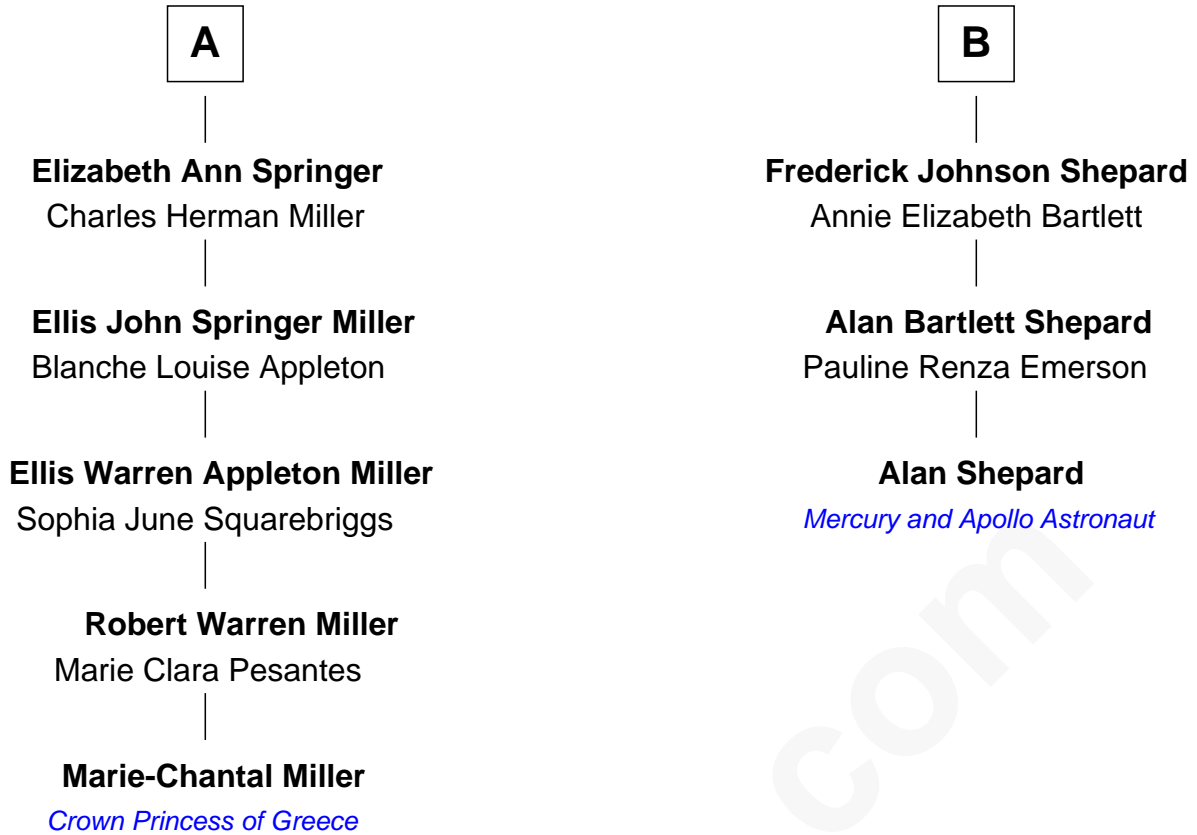 A
B
Elizabeth Ann Springer
Charles Herman Miller
Frederick Johnson Shepard
Annie Elizabeth Bartlett
Ellis John Springer Miller
Blanche Louise Appleton
Alan Bartlett Shepard
Pauline Renza Emerson
Ellis Warren Appleton Miller
Sophia June Squarebriggs
Alan Shepard
Mercury and Apollo Astronaut
Robert Warren Miller
Marie Clara Pesantes
Marie-Chantal Miller
Crown Princess of Greece
com